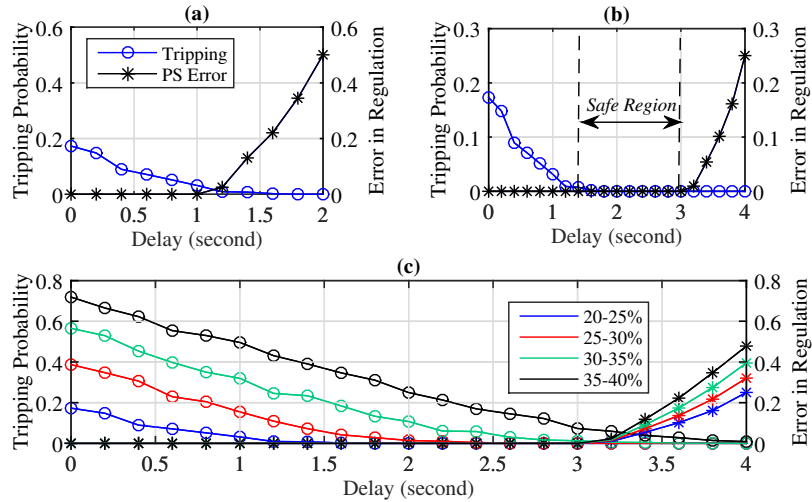 (a)
Tripping Probability
0.6
0.4
0.2
0
Tripping
PS Error
0.6
0.4
0.2
0
Error in Regulation
0 0.5 1 1.5 2
Delay (second)
(b)
Tripping Probability
0.3
0.2
0.1
0
Safe Region
0.3
0.2
0.1
0
Error in Regulation
0 1 2 3 4
Delay (second)
(c)
Tripping Probability
0.8
0.6
0.4
0.2
0
20-25%
25-30%
30-35%
35-40%
0.8
0.6
0.4
0.2
0
Error in Regulation
0 0.5 1 1.5 2 2.5 3 3.5 4
Delay (second)